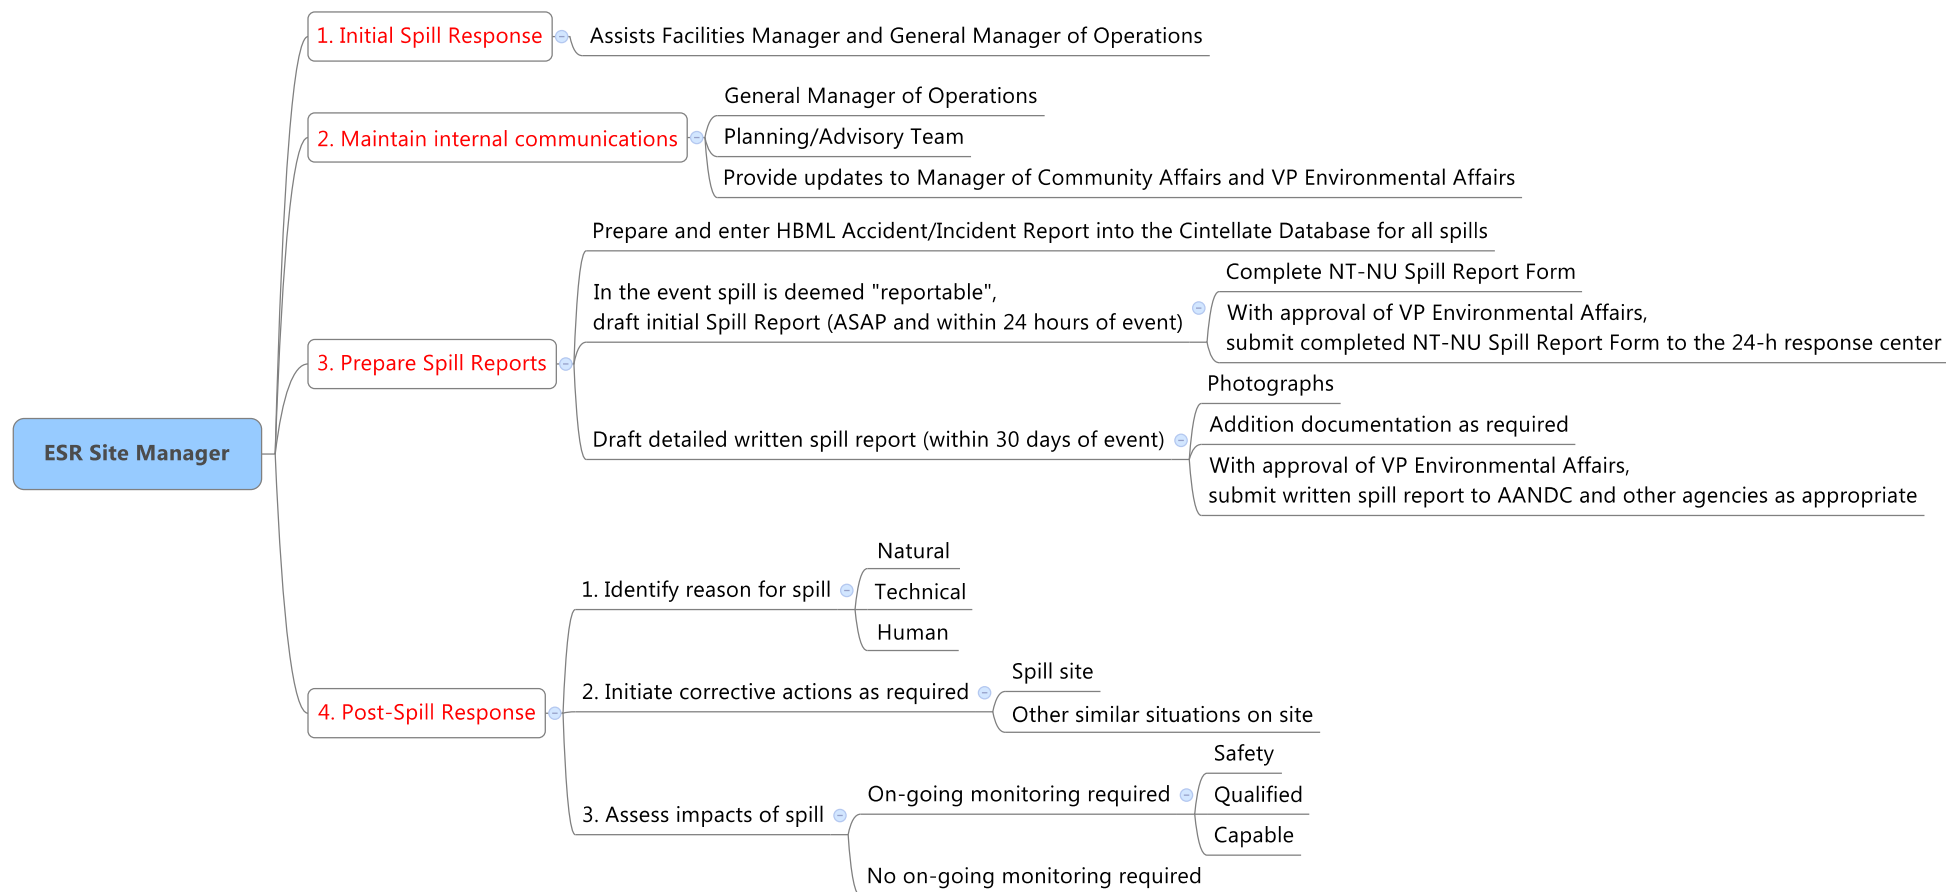 ESR Site Manager
1. Initial Spill Response
Assists Facilities Manager and General Manager of Operations
2. Maintain internal communications
General Manager of Operations
Planning/Advisory Team
Provide updates to Manager of Community Affairs and VP Environmental Affairs
3. Prepare Spill Reports
Prepare and enter HBML Accident/Incident Report into the Cintellate Database for all spills
In the event spill is deemed "reportable",
draft initial Spill Report (ASAP and within 24 hours of event)
Complete NT-NU Spill Report Form
With approval of VP Environmental Affairs,
submit completed NT-NU Spill Report Form to the 24-h response center
Draft detailed written spill report (within 30 days of event)
Photographs
Addition documentation as required
With approval of VP Environmental Affairs,
submit written spill report to AANDC and other agencies as appropriate
4. Post-Spill Response
1. Identify reason for spill
Natural
Technical
Human
2. Initiate corrective actions as required
Spill site
Other similar situations on site
3. Assess impacts of spill
On-going monitoring required
Safety
Qualified
Capable
No on-going monitoring required